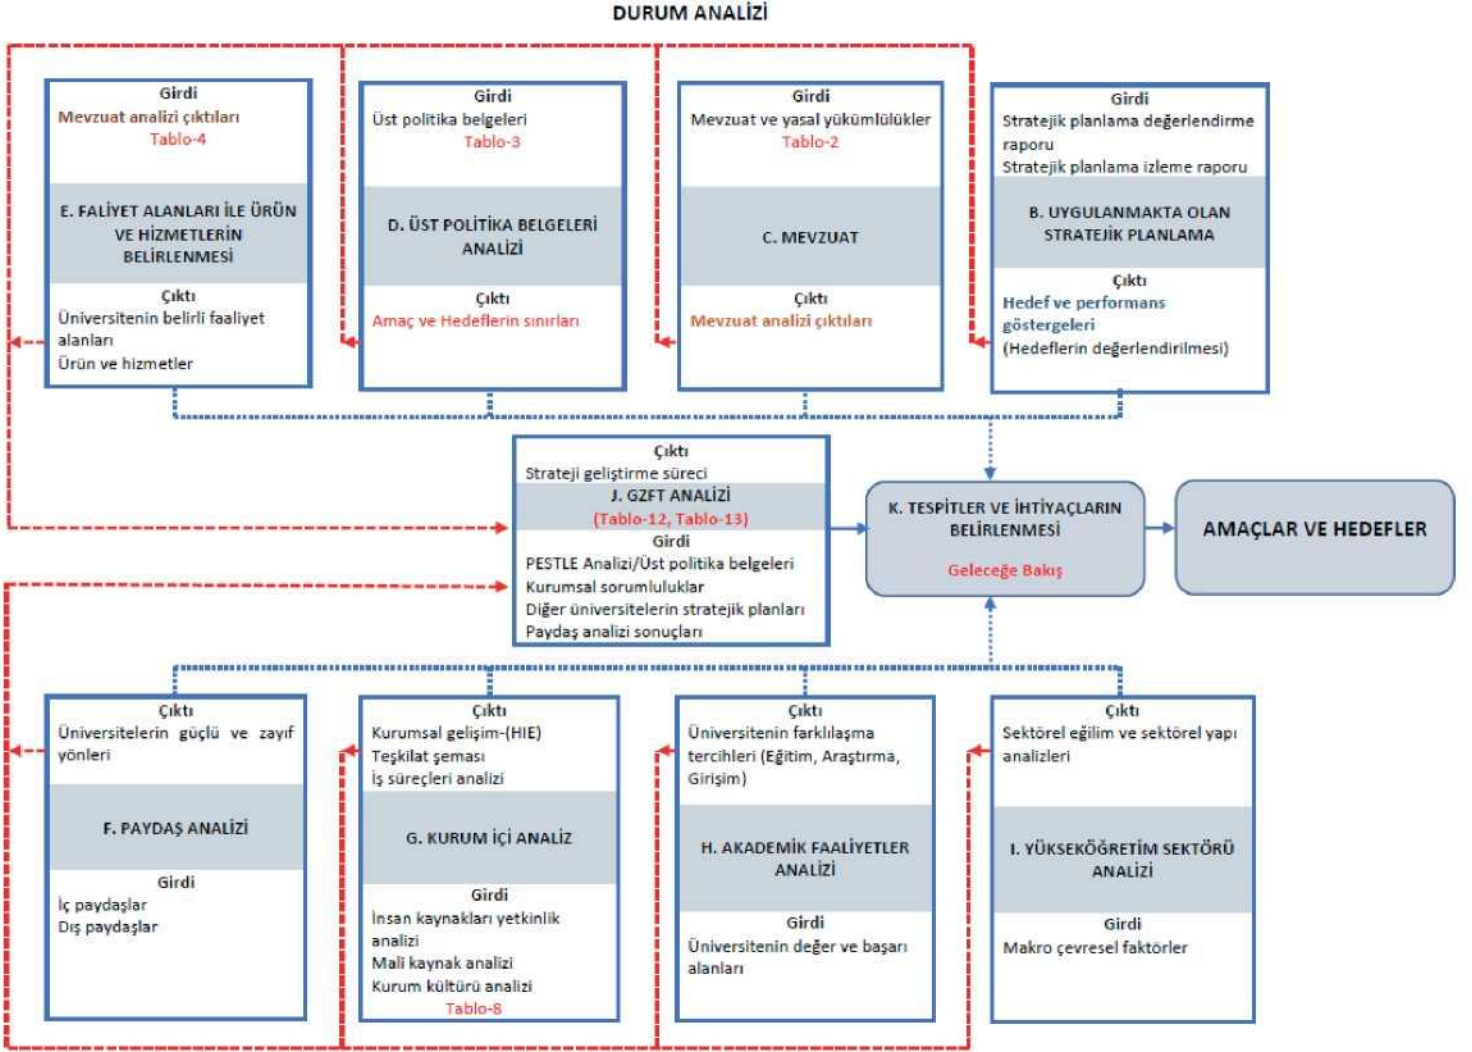 DURUM ANALİZİ
Girdi
Mevzuat analizi çıktıları
Tablo-4
E. FALİYET ALANLARI İLE ÜRÜN
VE HİZMETLERİN
BELİRLENMESİ
Çıktı
Üniversitenin belirli faaliyet
alanları
Ürün ve hizmetler
Girdi
Üst politika belgeleri
Tablo-3
D. ÜST POLİTİKA BELGELERİ
ANALİZİ
Çıktı
Amaç ve Hedeflerin sınırları
Girdi
Mevzuat ve yasal yükümlülükler
Tablo-2
C. MEVZUAT
Çıktı
Mevzuat analizi çıktıları
Girdi
Stratejik planlama değerlendirme
raporu
Stratejik planlama izleme raporu
B. UYGULANMAKTA OLAN
STRATEJİK PLANLAMA
Çıktı
Hedef ve performans
göstergeleri
(Hedeflerin değerlendirilmesi)
Çıktı
Strateji geliştirme süreci
J. GZFT ANALİZİ
(Tablo-12, Tablo-13)
Girdi
PESTLE Analizi/Üst politika belgeleri
Kurumsal sorumluluklar
Diğer üniversitelerin stratejik planları
Paydaş analizi sonuçları
K. TESPİTLER VE İHTİYAÇLARIN
BELİRLENMESİ
Geleceğe Bakış
AMAÇLAR VE HEDEFLER
Çıktı
Üniversitelerin güçlü ve zayıf
yönleri
F. PAYDAŞ ANALİZİ
Girdi
İç paydaşlar
Dış paydaşlar
Çıktı
Kurumsal gelişim-(HIE)
Teşkilat şeması
İş süreçleri analizi
G. KURUM İÇİ ANALİZ
Girdi
İnsan kaynakları yetkinlik
analizi
Mali kaynak analizi
Kurum kültürü analizi
Tablo-8
Çıktı
Üniversitenin farklılaşma
tercihleri (Eğitim, Araştırma,
Girişim)
H. AKADEMİK FAALİYETLER
ANALİZİ
Girdi
Üniversitenin değer ve başarı
alanları
Çıktı
Sektörel eğilim ve sektörel yapı
analizleri
I. YÜKSEKÖĞRETİM SEKTÖRÜ
ANALİZİ
Girdi
Makro çevresel faktörler